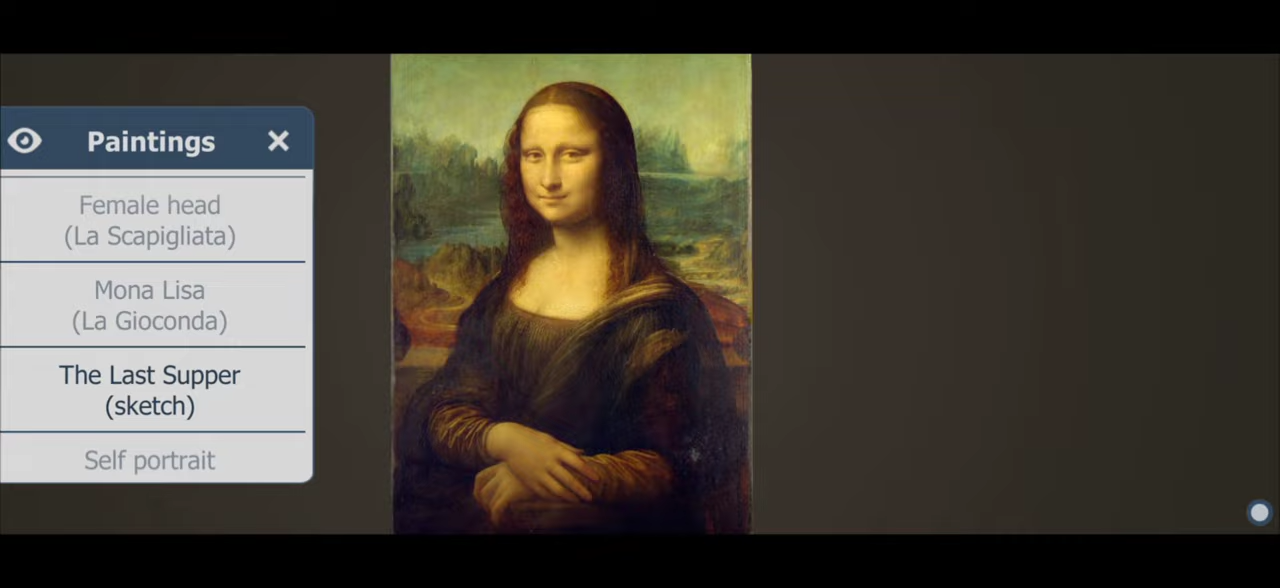 Paintings
Female head
(La Scapigliata)
Mona Lisa
(La Gioconda)
The Last Supper
(sketch)
Self portrait